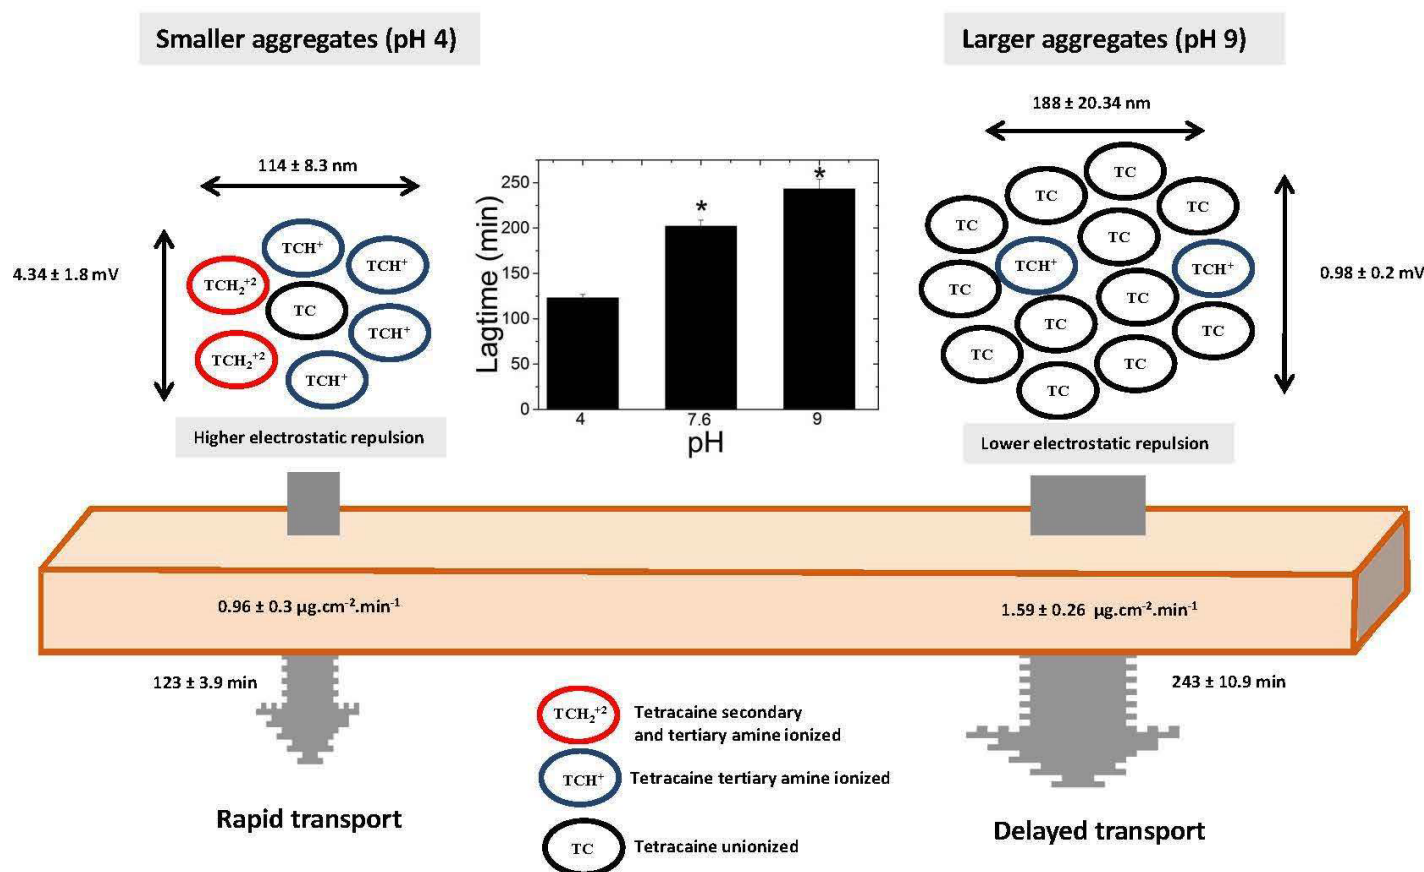 Smaller aggregates (pH 4)
Larger aggregates (pH 9)
114 ± 8.3 nm
4.34 ± 1.8 mV
TCH⁺
TCH⁺
TCH₂⁺²
TC
TCH⁺
TCH₂⁺²
TCH⁺
Higher electrostatic repulsion
Lagtime (min)
250
200
150
100
50
0
*
*
4
7.6
9
pH
188 ± 20.34 nm
0.98 ± 0.2 mV
TC
TC
TC
TC
TC
TCH⁺
TCH⁺
TC
TC
TC
TC
TC
TC
TC
Lower electrostatic repulsion
0.96 ± 0.3 µg.cm⁻².min⁻¹
1.59 ± 0.26 µg.cm⁻².min⁻¹
123 ± 3.9 min
243 ± 10.9 min
Rapid transport
Delayed transport
TCH₂⁺²
Tetracaine secondary
and tertiary amine ionized
TCH⁺
Tetracaine tertiary amine ionized
TC
Tetracaine unionized